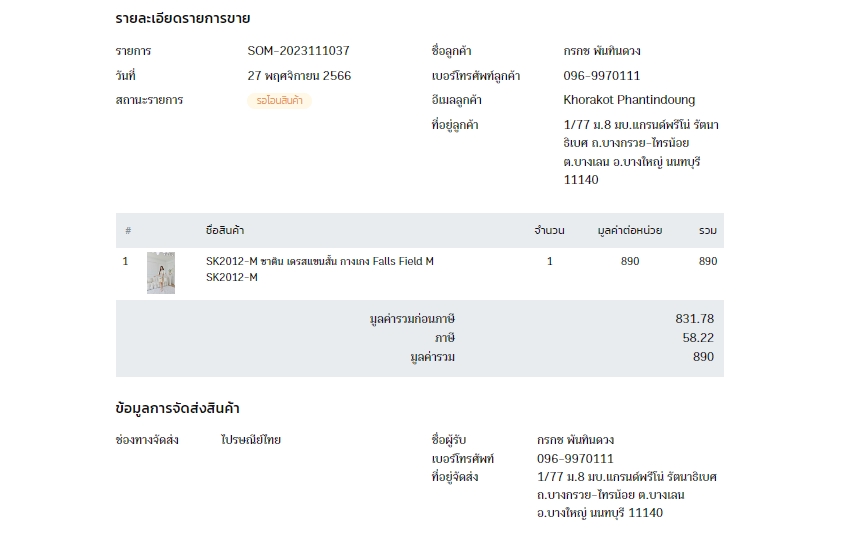 รายละเอียดรายการขาย
รายการ SOM-2023111037 ชื่อลูกค้า กรกช พันทินดวง
วันที่ 27 พฤศจิกายน 2566 เบอร์โทรศัพท์ลูกค้า 096-9970111
สถานะรายการ รอโอนสินค้า อีเมลลูกค้า Khorakot Phantindoung
ที่อยู่ลูกค้า 1/77 ม.8 มบ.แกรนด์พรีโน่ รัตนา
ธิเบศ ถ.บางกรวย-ไทรน้อย
ต.บางเลน อ.บางใหญ่ นนทบุรี
11140
# ชื่อสินค้า จำนวน มูลค่าต่อหน่วย รวม
1 SK2012-M ซาติน เดรสแขนสั้น กางเกง Falls Field M 1 890 890
SK2012-M
มูลค่ารวมก่อนภาษี 831.78
ภาษี 58.22
มูลค่ารวม 890
ข้อมูลการจัดส่งสินค้า
ช่องทางจัดส่ง ไปรษณีย์ไทย ชื่อผู้รับ กรกช พันทินดวง
เบอร์โทรศัพท์ 096-9970111
ที่อยู่จัดส่ง 1/77 ม.8 มบ.แกรนด์พรีโน่ รัตนาธิเบศ
ถ.บางกรวย-ไทรน้อย ต.บางเลน
อ.บางใหญ่ นนทบุรี 11140